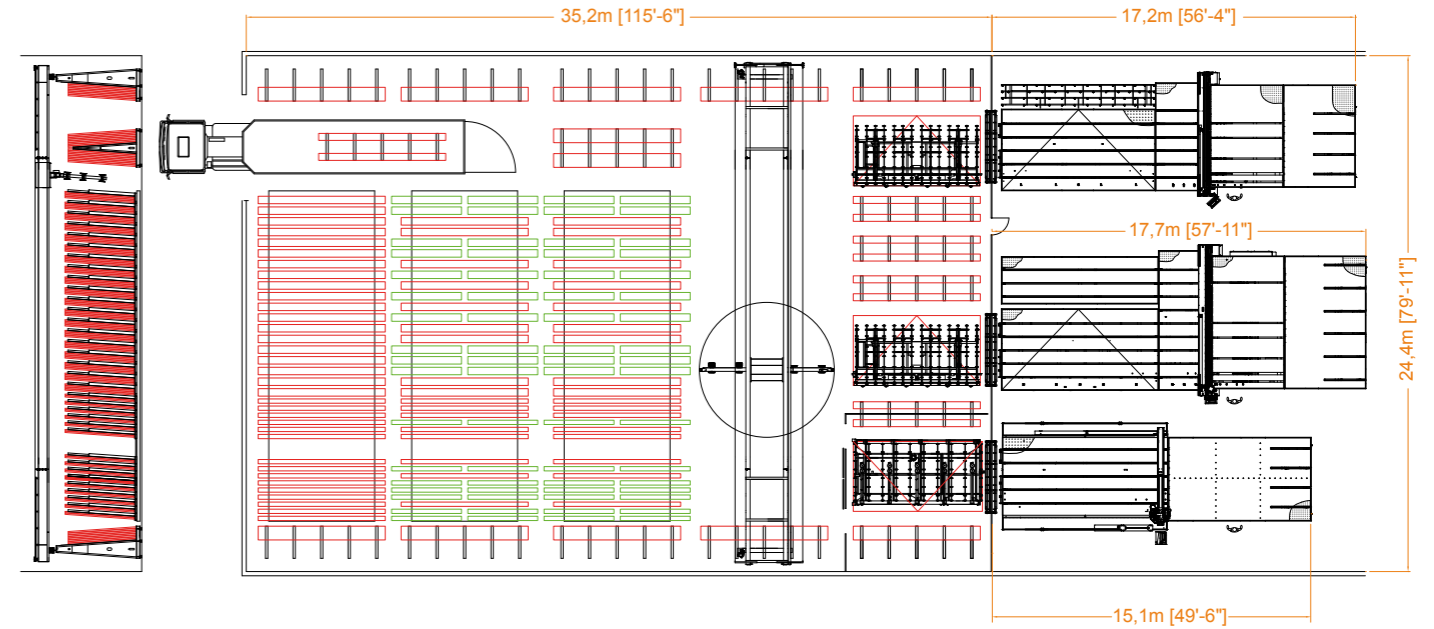 35,2m [115'-6"]
17,2m [56'-4"]
17,7m [57'-11"]
24,4m [79'-11"]
15,1m [49'-6"]